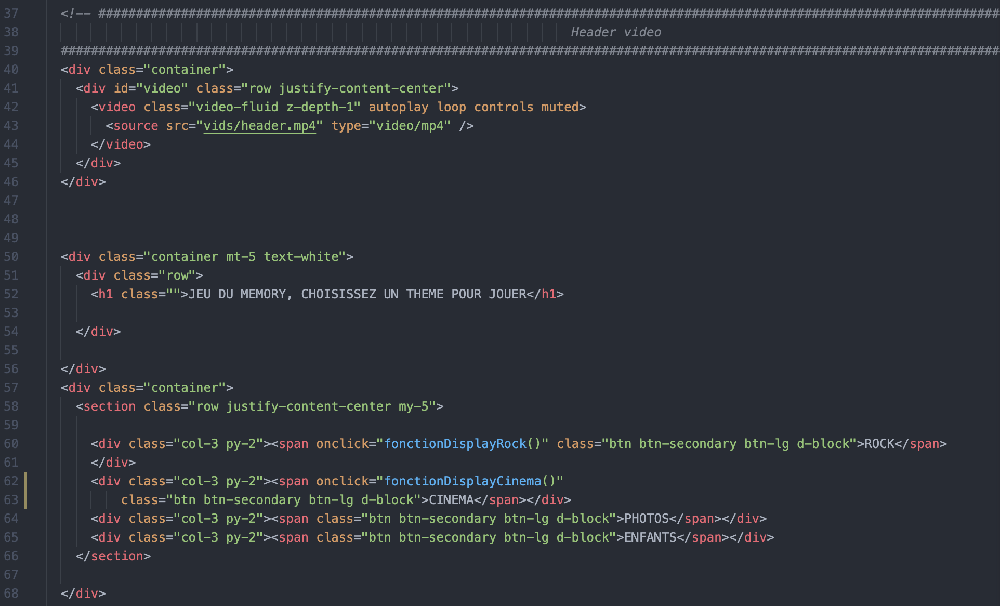 37 <!-- ########################################################################################################################
38 Header video
39 #############################################################################################################################
40 <div class="container">
41 <div id="video" class="row justify-content-center">
42 <video class="video-fluid z-depth-1" autoplay loop controls muted>
43 <source src="vids/header.mp4" type="video/mp4" />
44 </video>
45 </div>
46 </div>
47
48
49
50 <div class="container mt-5 text-white">
51 <div class="row">
52 <h1 class="">JEU DU MEMORY, CHOISISSEZ UN THEME POUR JOUER</h1>
53
54 </div>
55
56 </div>
57 <div class="container">
58 <section class="row justify-content-center my-5">
59
60 <div class="col-3 py-2"><span onclick="fonctionDisplayRock()" class="btn btn-secondary btn-lg d-block">ROCK</span>
61 </div>
62 <div class="col-3 py-2"><span onclick="fonctionDisplayCinema()"
63 class="btn btn-secondary btn-lg d-block">CINEMA</span></div>
64 <div class="col-3 py-2"><span class="btn btn-secondary btn-lg d-block">PHOTOS</span></div>
65 <div class="col-3 py-2"><span class="btn btn-secondary btn-lg d-block">ENFANTS</span></div>
66 </section>
67
68 </div>